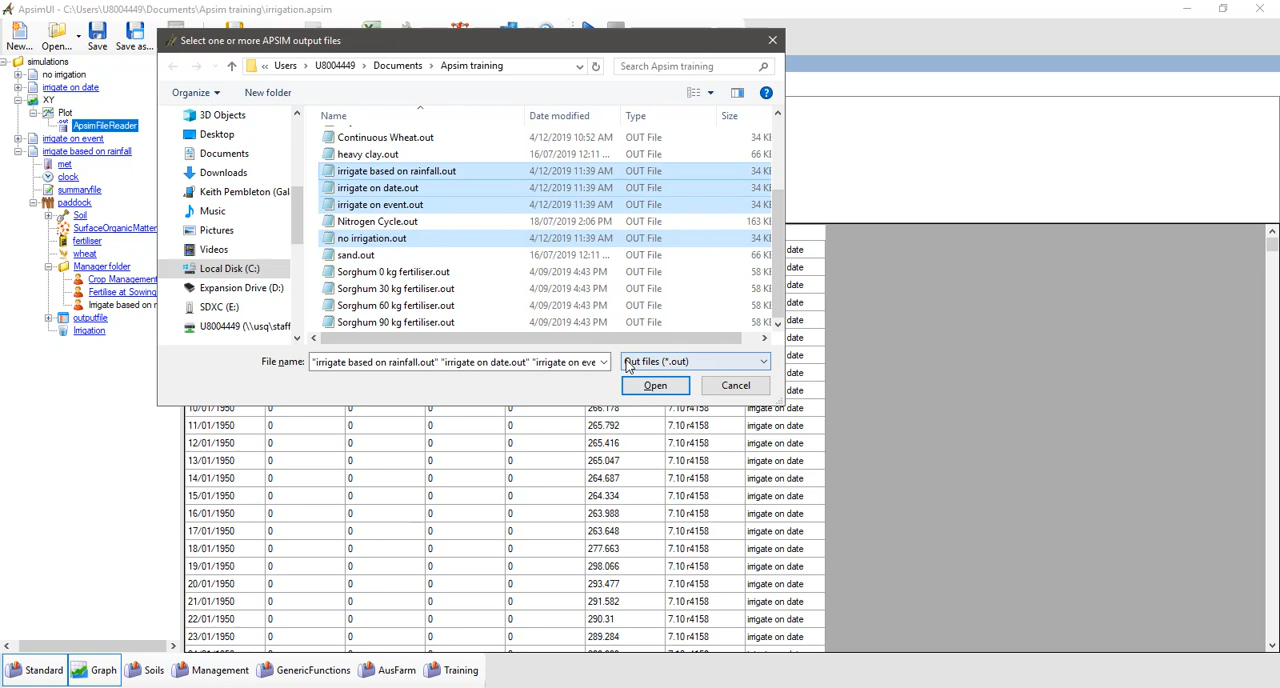 ApsimUI - C:\Users\U8004449\Documents\Apsim training\irrigation.apsim
New... Open... Save Save as...
simulations
no irrigation
irrigate on date
XY
Plot
ApsimFileReader
irrigate on event
irrigate based on rainfall
met
clock
summaryfile
paddock
Soil
SurfaceOrganicMatter
fertiliser
wheat
Manager folder
Crop Management
Fertilise at Sowing
Irrigate based on r
outputfile
Irrigation
Select one or more APSIM output files
« Users › U8004449 › Documents › Apsim training
Search Apsim training
Organize New folder
3D Objects
Desktop
Documents
Downloads
Keith Pembleton (Gal
Music
Pictures
Videos
Local Disk (C:)
Expansion Drive (D:)
SDXC (E:)
U8004449 (\\usq\staff
Name Date modified Type Size
Continuous Wheat.out 4/12/2019 10:52 AM OUT File 34 KE
heavy clay.out 16/07/2019 12:11 ... OUT File 66 KE
irrigate based on rainfall.out 4/12/2019 11:39 AM OUT File 34 KE
irrigate on date.out 4/12/2019 11:39 AM OUT File 34 KE
irrigate on event.out 4/12/2019 11:39 AM OUT File 34 KE
Nitrogen Cycle.out 18/07/2019 2:06 PM OUT File 163 KE
no irrigation.out 4/12/2019 11:39 AM OUT File 34 KE
sand.out 16/07/2019 12:11 ... OUT File 66 KE
Sorghum 0 kg fertiliser.out 4/09/2019 4:43 PM OUT File 58 KE
Sorghum 30 kg fertiliser.out 4/09/2019 4:43 PM OUT File 58 KE
Sorghum 60 kg fertiliser.out 4/09/2019 4:43 PM OUT File 58 KE
Sorghum 90 kg fertiliser.out 4/09/2019 4:43 PM OUT File 58 KE
File name: "irrigate based on rainfall.out" "irrigate on date.out" "irrigate on eve
Out files (*.out)
Open Cancel
date
date
date
date
date
date
date
date
date
10/01/1950 0 0 0 0 266.178 7.10 r4158 irrigate on date
11/01/1950 0 0 0 0 265.792 7.10 r4158 irrigate on date
12/01/1950 0 0 0 0 265.416 7.10 r4158 irrigate on date
13/01/1950 0 0 0 0 265.047 7.10 r4158 irrigate on date
14/01/1950 0 0 0 0 264.687 7.10 r4158 irrigate on date
15/01/1950 0 0 0 0 264.334 7.10 r4158 irrigate on date
16/01/1950 0 0 0 0 263.988 7.10 r4158 irrigate on date
17/01/1950 0 0 0 0 263.648 7.10 r4158 irrigate on date
18/01/1950 0 0 0 0 277.663 7.10 r4158 irrigate on date
19/01/1950 0 0 0 0 298.066 7.10 r4158 irrigate on date
20/01/1950 0 0 0 0 293.477 7.10 r4158 irrigate on date
21/01/1950 0 0 0 0 291.582 7.10 r4158 irrigate on date
22/01/1950 0 0 0 0 290.31 7.10 r4158 irrigate on date
23/01/1950 0 0 0 0 289.284 7.10 r4158 irrigate on date
Standard Graph Soils Management GenericFunctions AusFarm Training